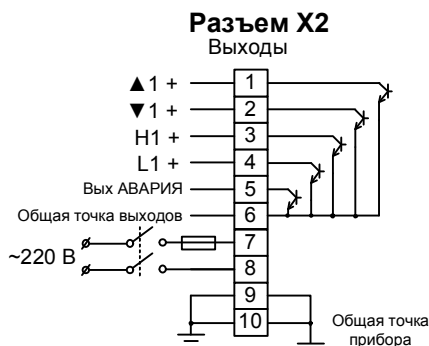 Разъем X2
Выходы
▲1 +
1
▼1 +
2
H1 +
3
L1 +
4
Вых АВАРИЯ
5
Общая точка выходов
6
~220 В
7
8
9
10
Общая точка
прибора